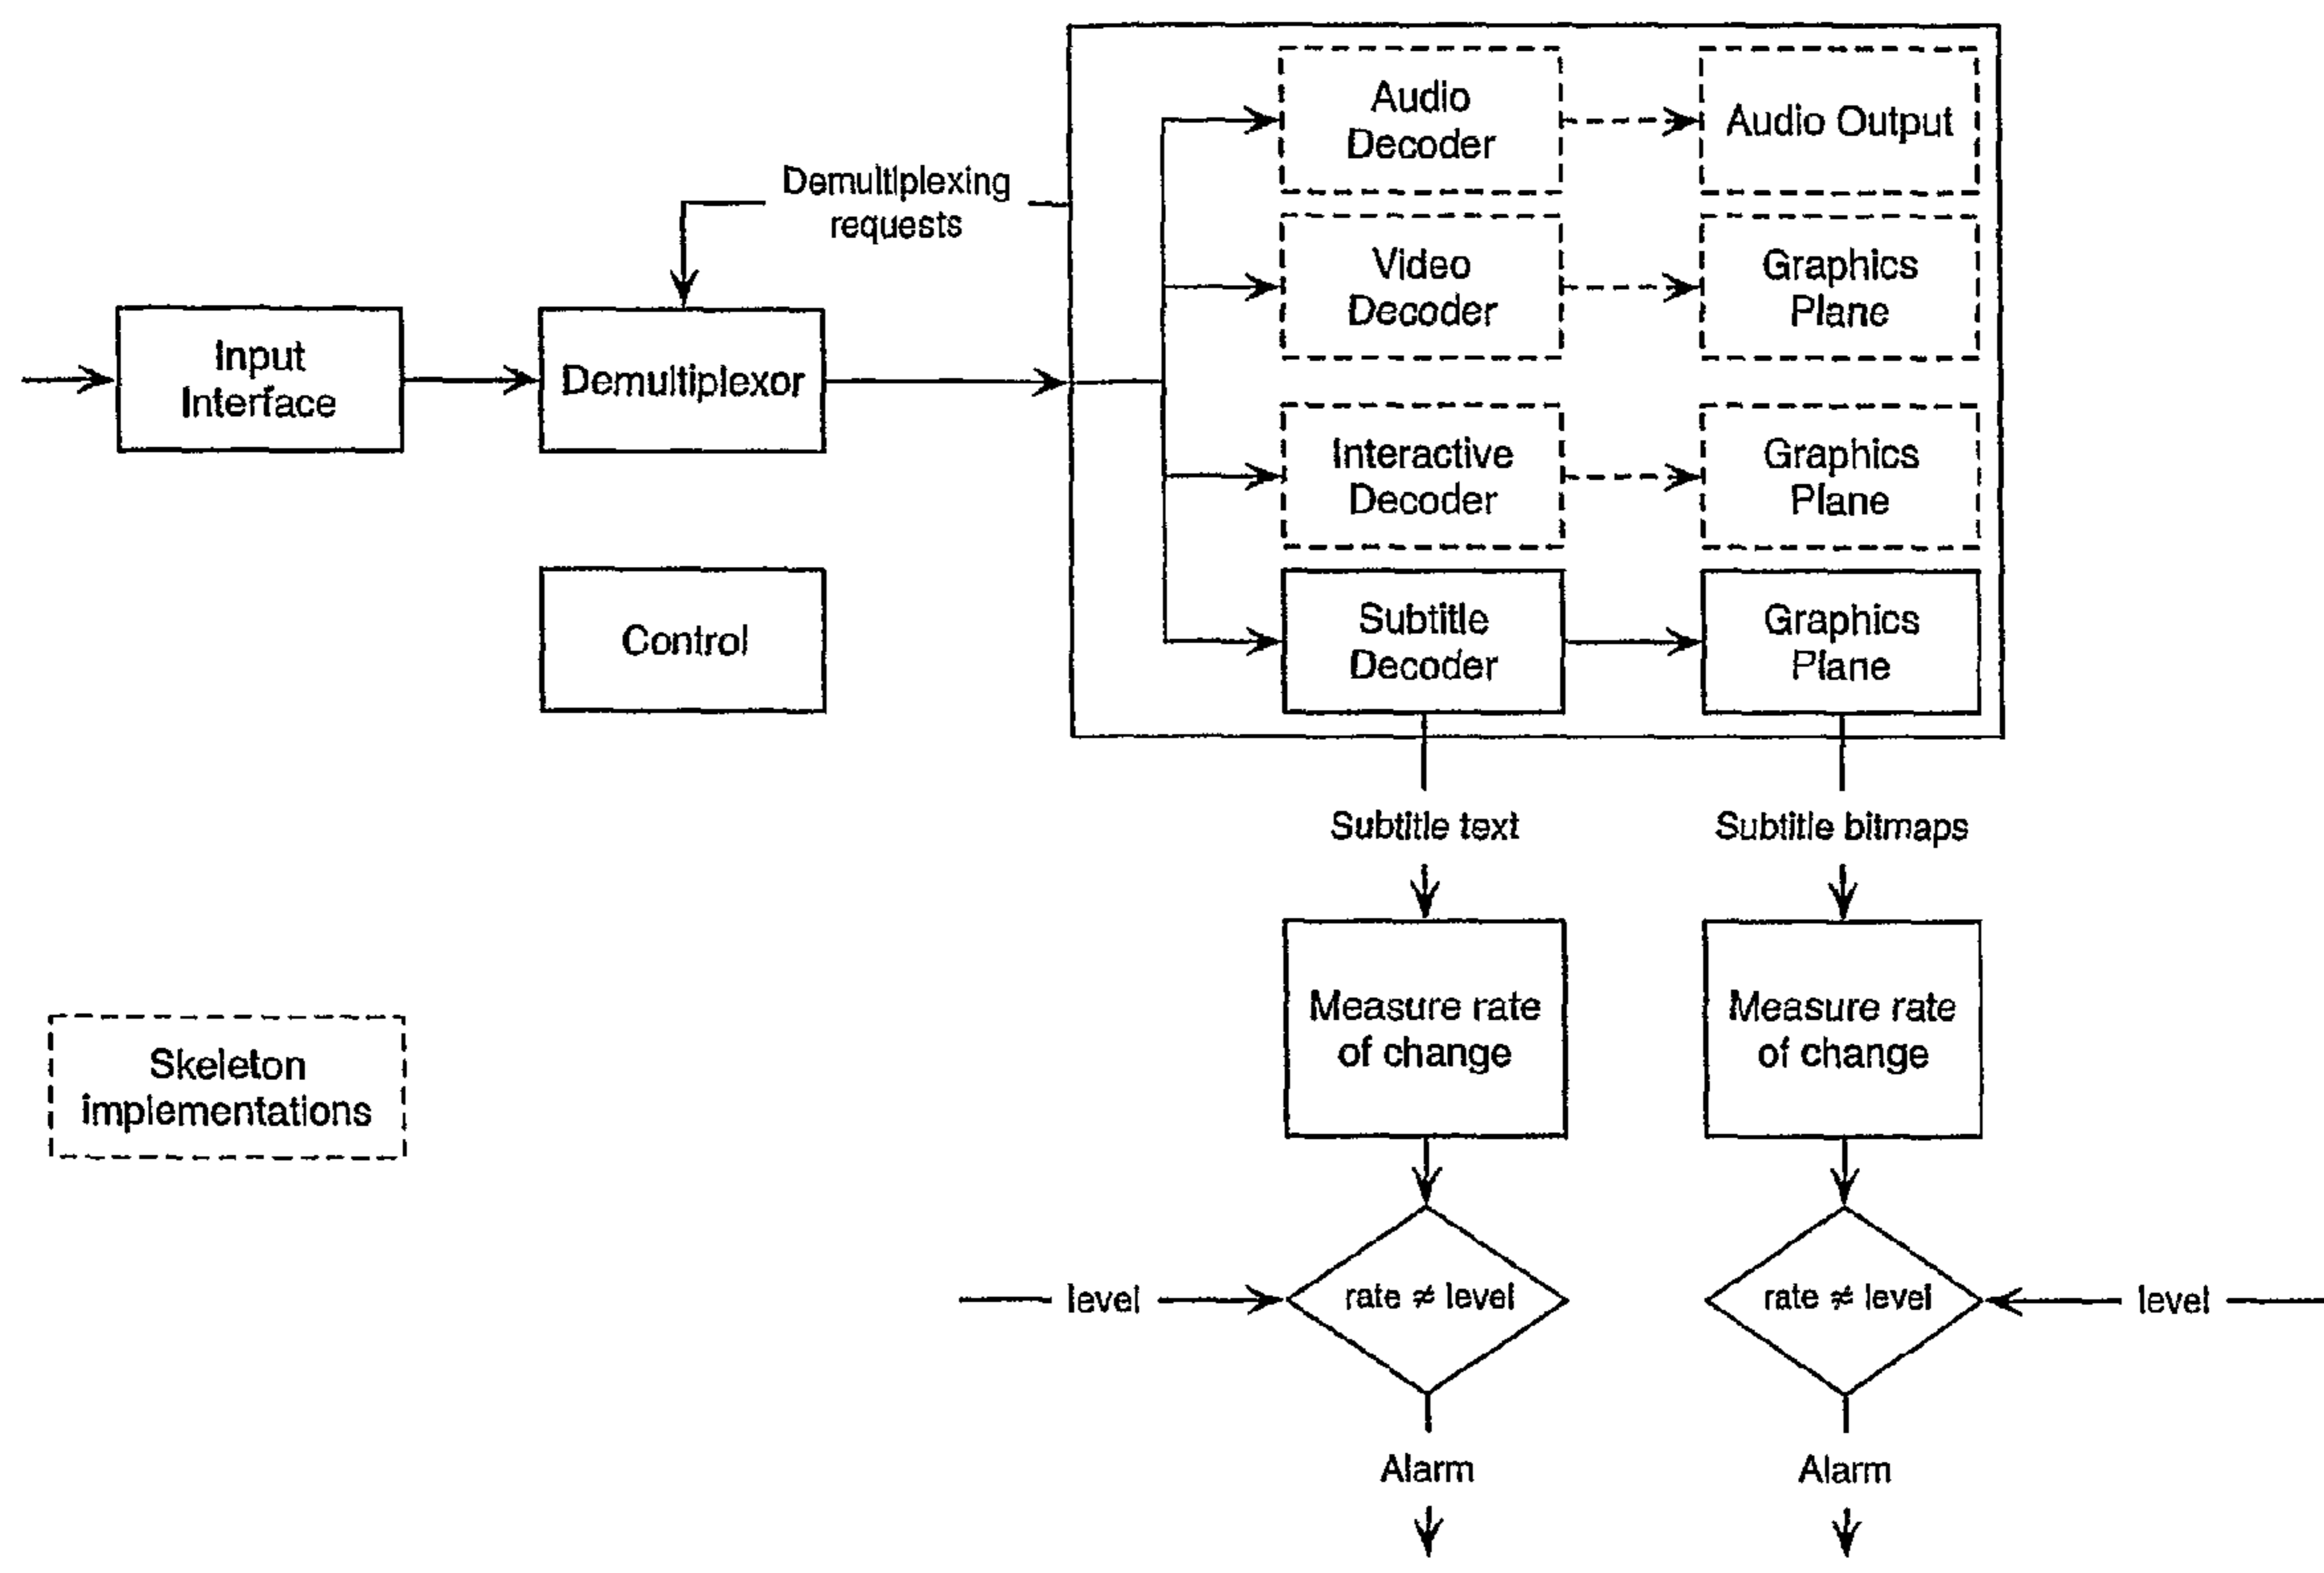 Audio
Decoder
Audio Output
Demultiplexing
requests
Video
Decoder
Graphics
Plane
Input
Interface
Demultiplexor
Interactive
Decoder
Graphics
Plane
Control
Subtitle
Decoder
Graphics
Plane
Subtitle text
Subtitle bitmaps
Measure rate
of change
Measure rate
of change
Skeleton
implementations
level
rate ≉ level
rate ≉ level
level
Alarm
Alarm